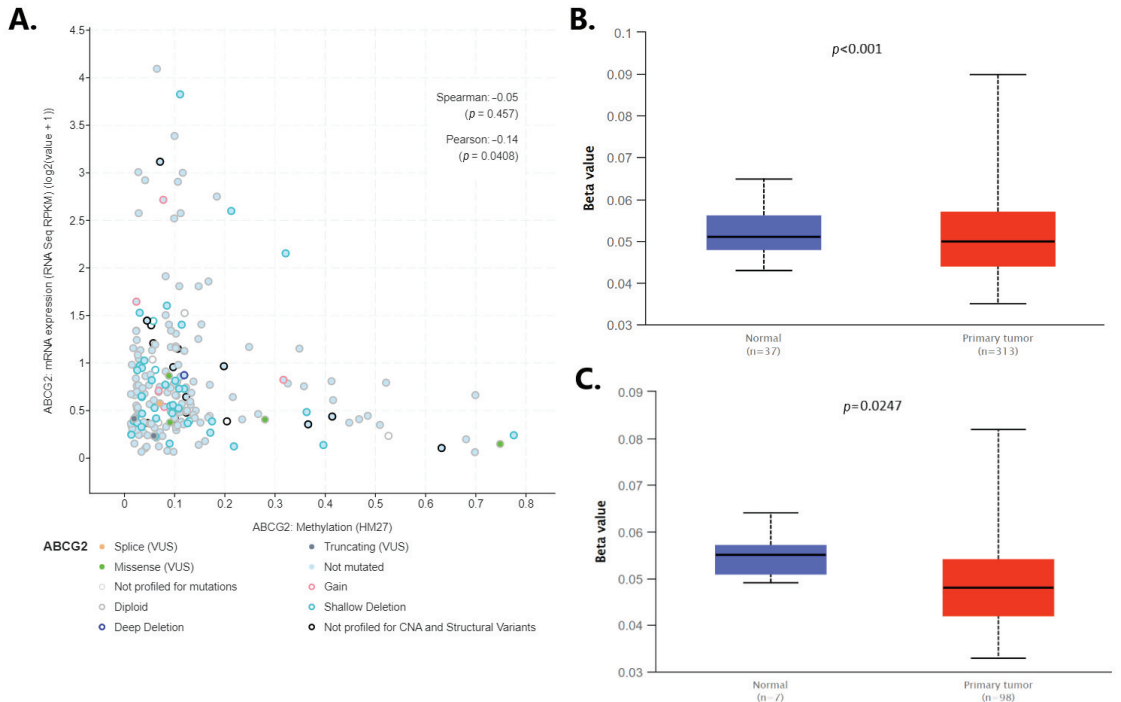 A.
ABCG2: mRNA expression (RNA Seq RPKM) (log2(value + 1))
4.5
4
3.5
3
2.5
2
1.5
1
0.5
0
Spearman: −0.05
(p = 0.457)
Pearson: −0.14
(p = 0.0408)
0 0.1 0.2 0.3 0.4 0.5 0.6 0.7 0.8
ABCG2: Methylation (HM27)
ABCG2
Splice (VUS)
Missense (VUS)
Not profiled for mutations
Diploid
Deep Deletion
Truncating (VUS)
Not mutated
Gain
Shallow Deletion
Not profiled for CNA and Structural Variants
B.
Beta value
0.1
0.09
0.08
0.07
0.06
0.05
0.04
0.03
p<0.001
Normal
(n=37)
Primary tumor
(n=313)
C.
Beta value
0.09
0.08
0.07
0.06
0.05
0.04
0.03
p=0.0247
Normal
(n=7)
Primary tumor
(n=98)